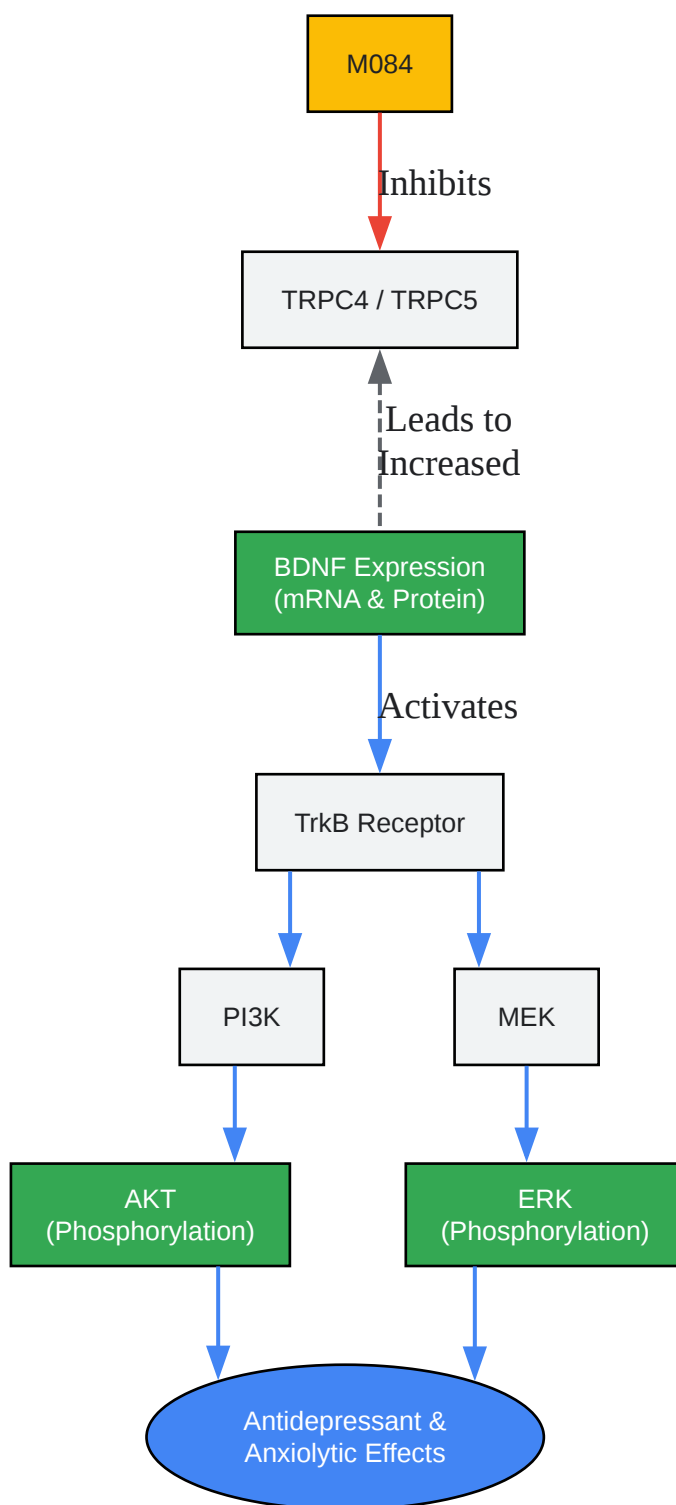 M084
Inhibits
TRPC4 / TRPC5
Leads to
Increased
BDNF Expression
(mRNA & Protein)
Activates
TrkB Receptor
PI3K
MEK
AKT
(Phosphorylation)
ERK
(Phosphorylation)
Antidepressant &
Anxiolytic Effects